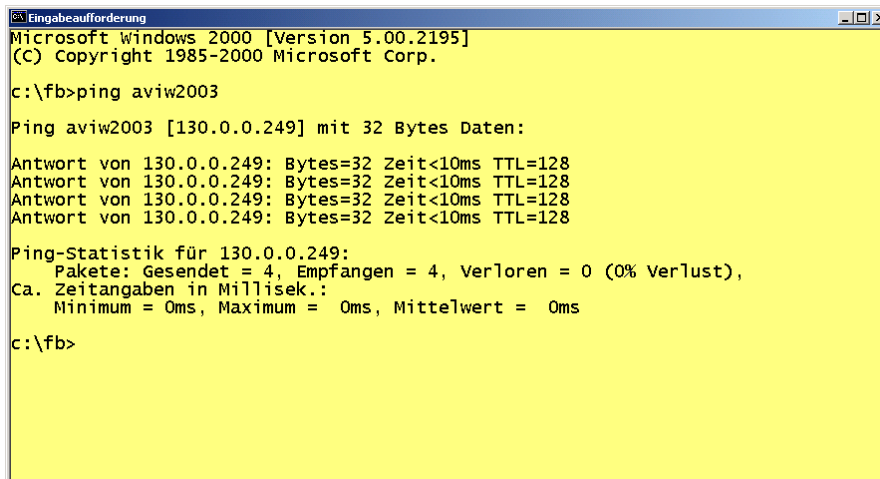 Eingabeaufforderung
Microsoft Windows 2000 [Version 5.00.2195]
(C) Copyright 1985-2000 Microsoft Corp.
c:\fb>ping aviw2003
Ping aviw2003 [130.0.0.249] mit 32 Bytes Daten:
Antwort von 130.0.0.249: Bytes=32 Zeit<10ms TTL=128
Antwort von 130.0.0.249: Bytes=32 Zeit<10ms TTL=128
Antwort von 130.0.0.249: Bytes=32 Zeit<10ms TTL=128
Antwort von 130.0.0.249: Bytes=32 Zeit<10ms TTL=128
Ping-Statistik für 130.0.0.249:
    Pakete: Gesendet = 4, Empfangen = 4, Verloren = 0 (0% Verlust),
Ca. Zeitangaben in Millisek.:
    Minimum = 0ms, Maximum =  0ms, Mittelwert =  0ms
c:\fb>